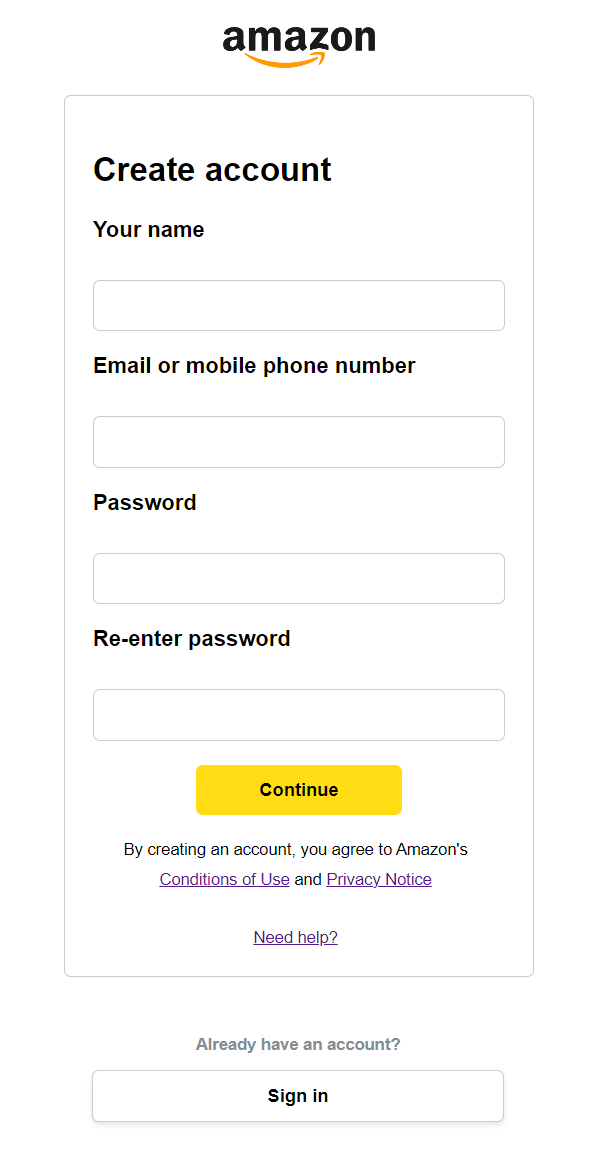 amazon
Create account
Your name
Email or mobile phone number
Password
Re-enter password
Continue
By creating an account, you agree to Amazon's
Conditions of Use and Privacy Notice
Need help?
Already have an account?
Sign in